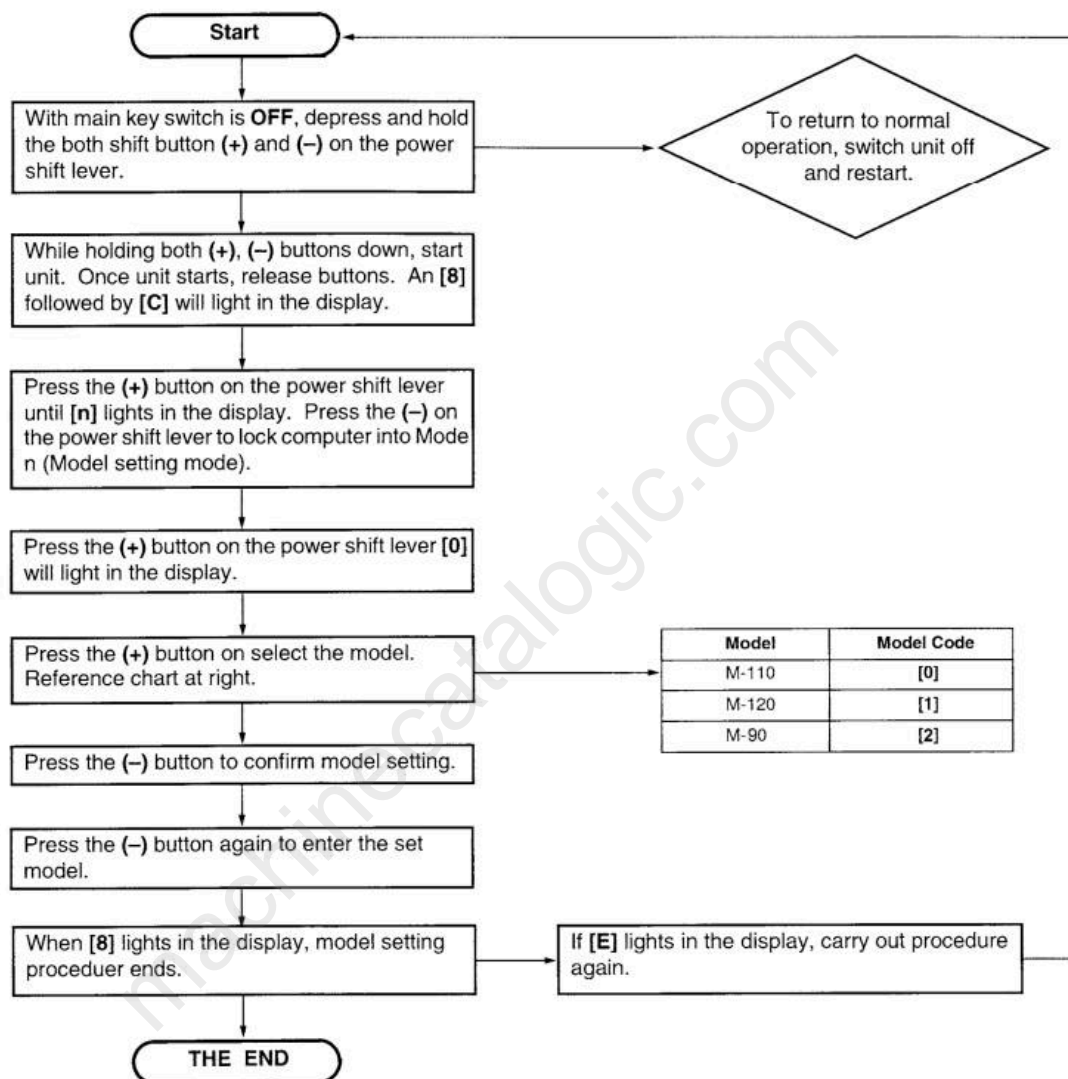 Start
With main key switch is OFF, depress and hold
the both shift button (+) and (–) on the power
shift lever.
To return to normal
operation, switch unit off
and restart.
While holding both (+), (–) buttons down, start
unit. Once unit starts, release buttons. An [8]
followed by [C] will light in the display.
Press the (+) button on the power shift lever
until [n] lights in the display. Press the (–) on
the power shift lever to lock computer into Mode
n (Model setting mode).
Press the (+) button on the power shift lever [0]
will light in the display.
Press the (+) button on select the model.
Reference chart at right.
Model Model Code
M-110 [0]
M-120 [1]
M-90 [2]
Press the (–) button to confirm model setting.
Press the (–) button again to enter the set
model.
When [8] lights in the display, model setting
proceduer ends.
If [E] lights in the display, carry out procedure
again.
THE END
machinecatalogic.com